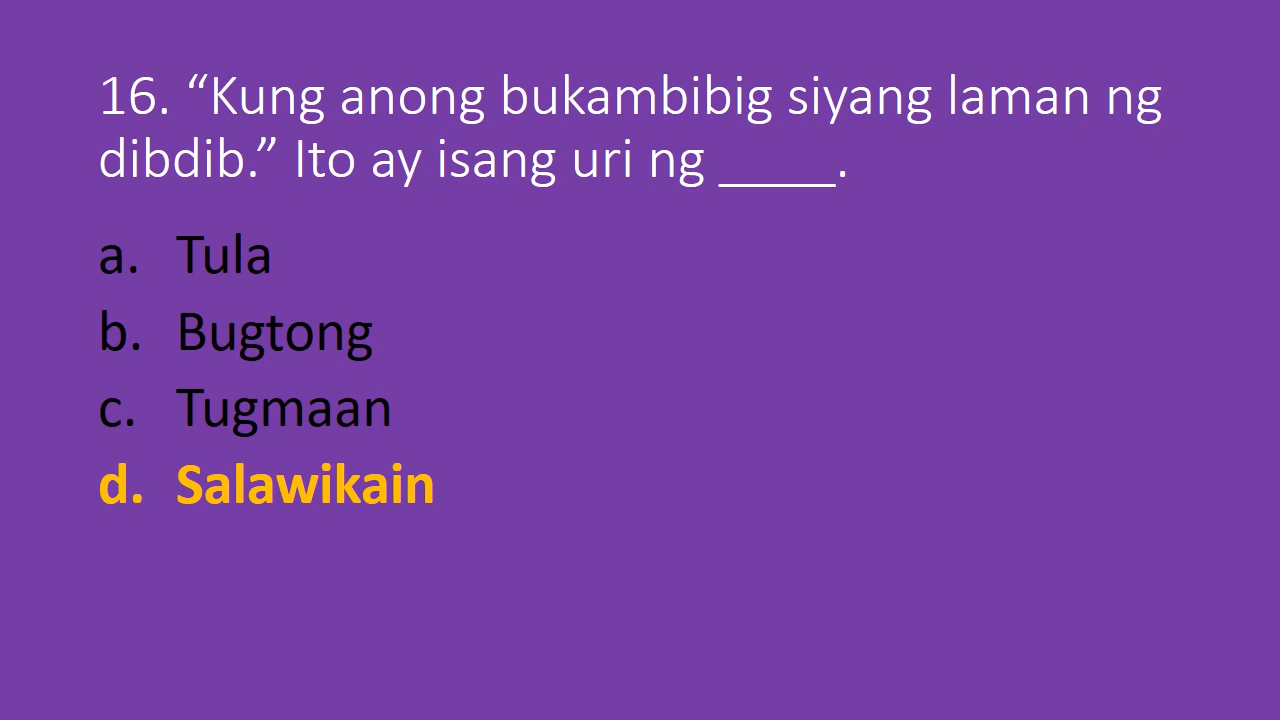 16. “Kung anong bukambibig siyang laman ng
dibdib.” Ito ay isang uri ng ____.
a. Tula
b. Bugtong
c. Tugmaan
d. Salawikain